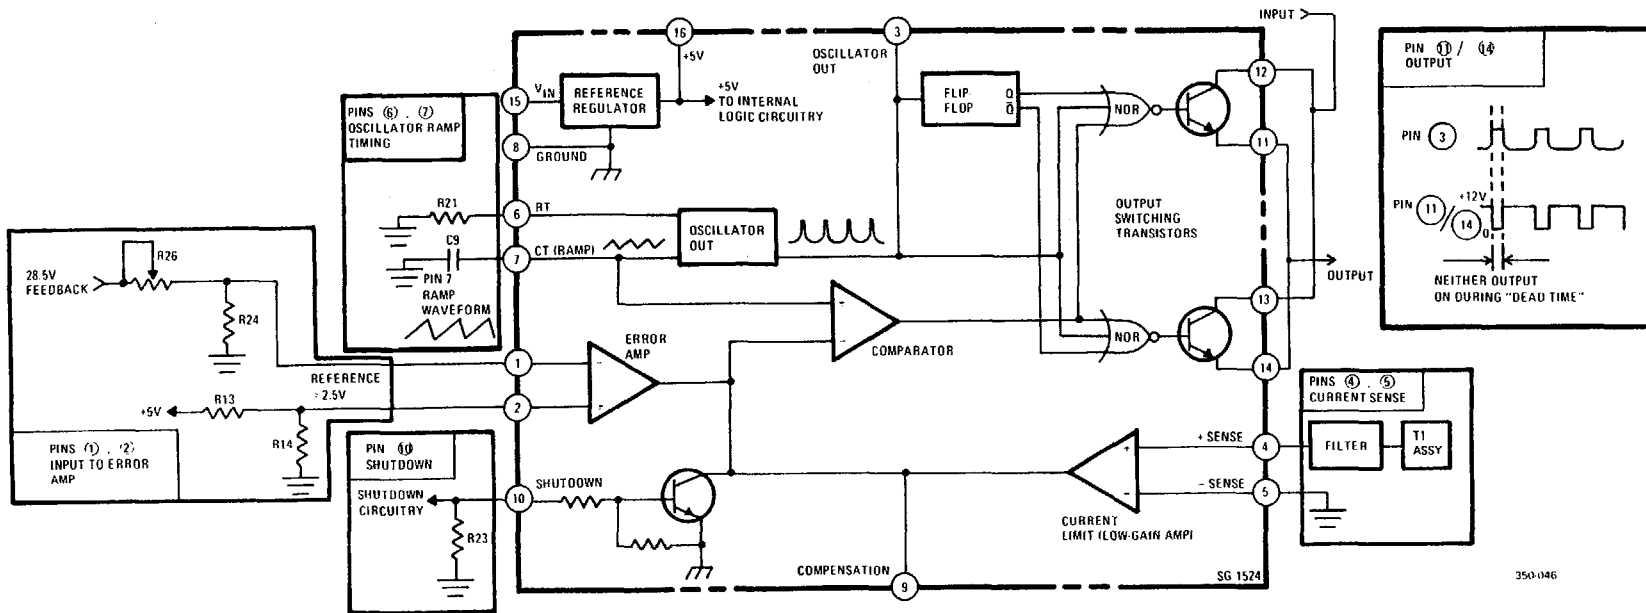 INPUT
16
3
+5V
OSCILLATOR
OUT
PINS ⑥ . ⑦
OSCILLATOR RAMP
TIMING
15
VIN
REFERENCE
REGULATOR
+5V
TO INTERNAL
LOGIC CIRCUITRY
8
GROUND
FLIP-
FLOP
Q
Q̄
NOR
12
11
R21
6
RT
C9
7
CT (RAMP)
OSCILLATOR
OUT
PIN 7
RAMP
WAVEFORM
OUTPUT
SWITCHING
TRANSISTORS
OUTPUT
28.5V
FEEDBACK
R26
R24
1
REFERENCE
2.5V
+5V
R13
2
R14
PINS ① . ②
INPUT TO ERROR
AMP
ERROR
AMP
-
+
+
-
COMPARATOR
NOR
13
14
PIN ⑩
SHUTDOWN
SHUTDOWN
CIRCUITRY
R23
10
SHUTDOWN
COMPENSATION
9
CURRENT
LIMIT (LOW-GAIN AMP)
+
−
+ SENSE
− SENSE
4
5
SG 1524
PINS ④ . ⑤
CURRENT SENSE
FILTER
T1
ASSY
PIN ⑪ / ⑭
OUTPUT
PIN 3
PIN 11/14
+12V
0
NEITHER OUTPUT
ON DURING "DEAD TIME"
350-046